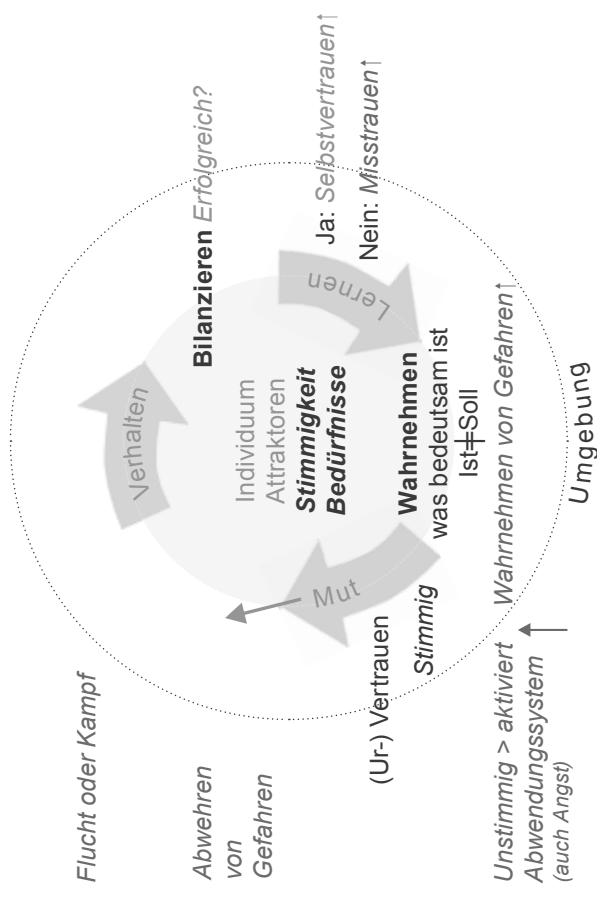 Flucht oder Kampf
Abwehren
von
Gefahren
Verhalten
Bilanzieren Erfolgreich?
Individuum
Attraktoren
Stimmigkeit
Bedürfnisse
Lernen
Ja: Selbstvertrauen↑
Nein: Misstrauen↑
Mut
(Ur-) Vertrauen
Stimmig
Wahrnehmen
was bedeutsam ist
Ist╪Soll
Unstimmig > aktiviert
Abwendungssystem
(auch Angst)
Wahrnehmen von Gefahren↑
Umgebung